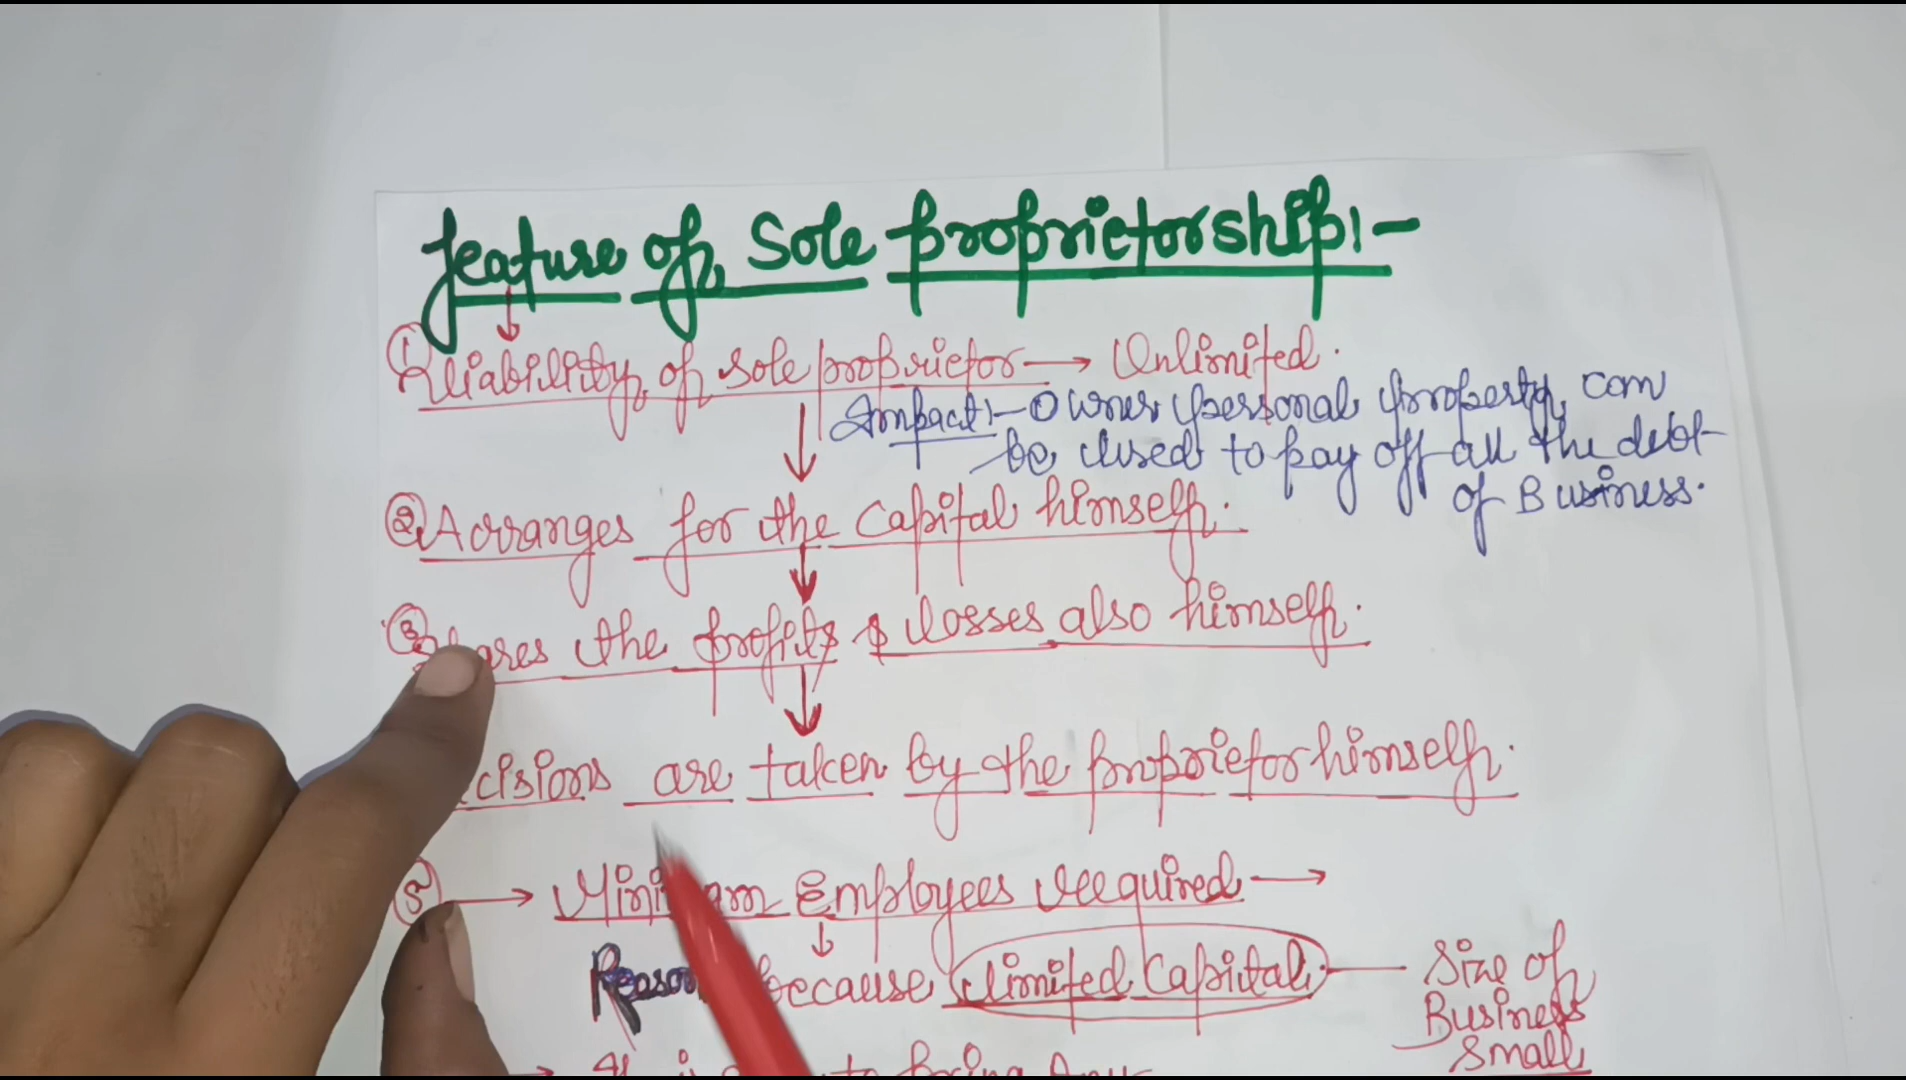 Feature of Sole proprietorship:-
① Liability of sole proprietor → Unlimited.
Impact:- Owner personal property can
be used to pay off all the debt
of Business.
② Arranges for the Capital himself.
③ the profits & losses also himself.
are taken by the proprietor himself.
⑤ → Employees required →
because limited Capital — Size of
Business
Small